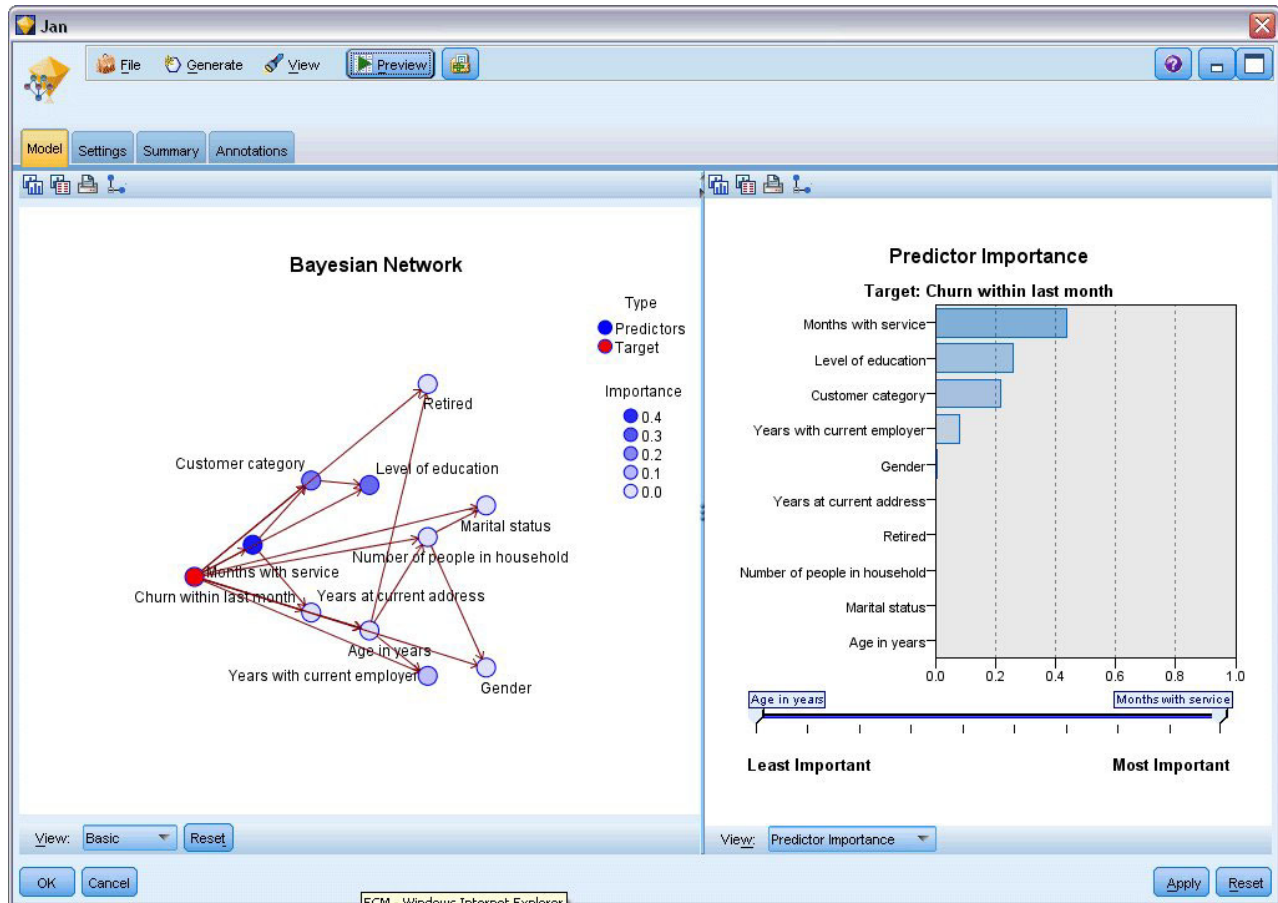 Jan
File Generate View Preview
Model Settings Summary Annotations
Bayesian Network
Type
Predictors
Target
Importance
0.4
0.3
0.2
0.1
0.0
Retired
Customer category
Level of education
Marital status
Number of people in household
Months with service
Churn within last month
Years at current address
Age in years
Years with current employer
Gender
View: Basic Reset
Predictor Importance
Target: Churn within last month
Months with service
Level of education
Customer category
Years with current employer
Gender
Years at current address
Retired
Number of people in household
Marital status
Age in years
0.0 0.2 0.4 0.6 0.8 1.0
Age in years Months with service
Least Important Most Important
View: Predictor Importance
OK Cancel Apply Reset
ECM - Windows Internet Explorer